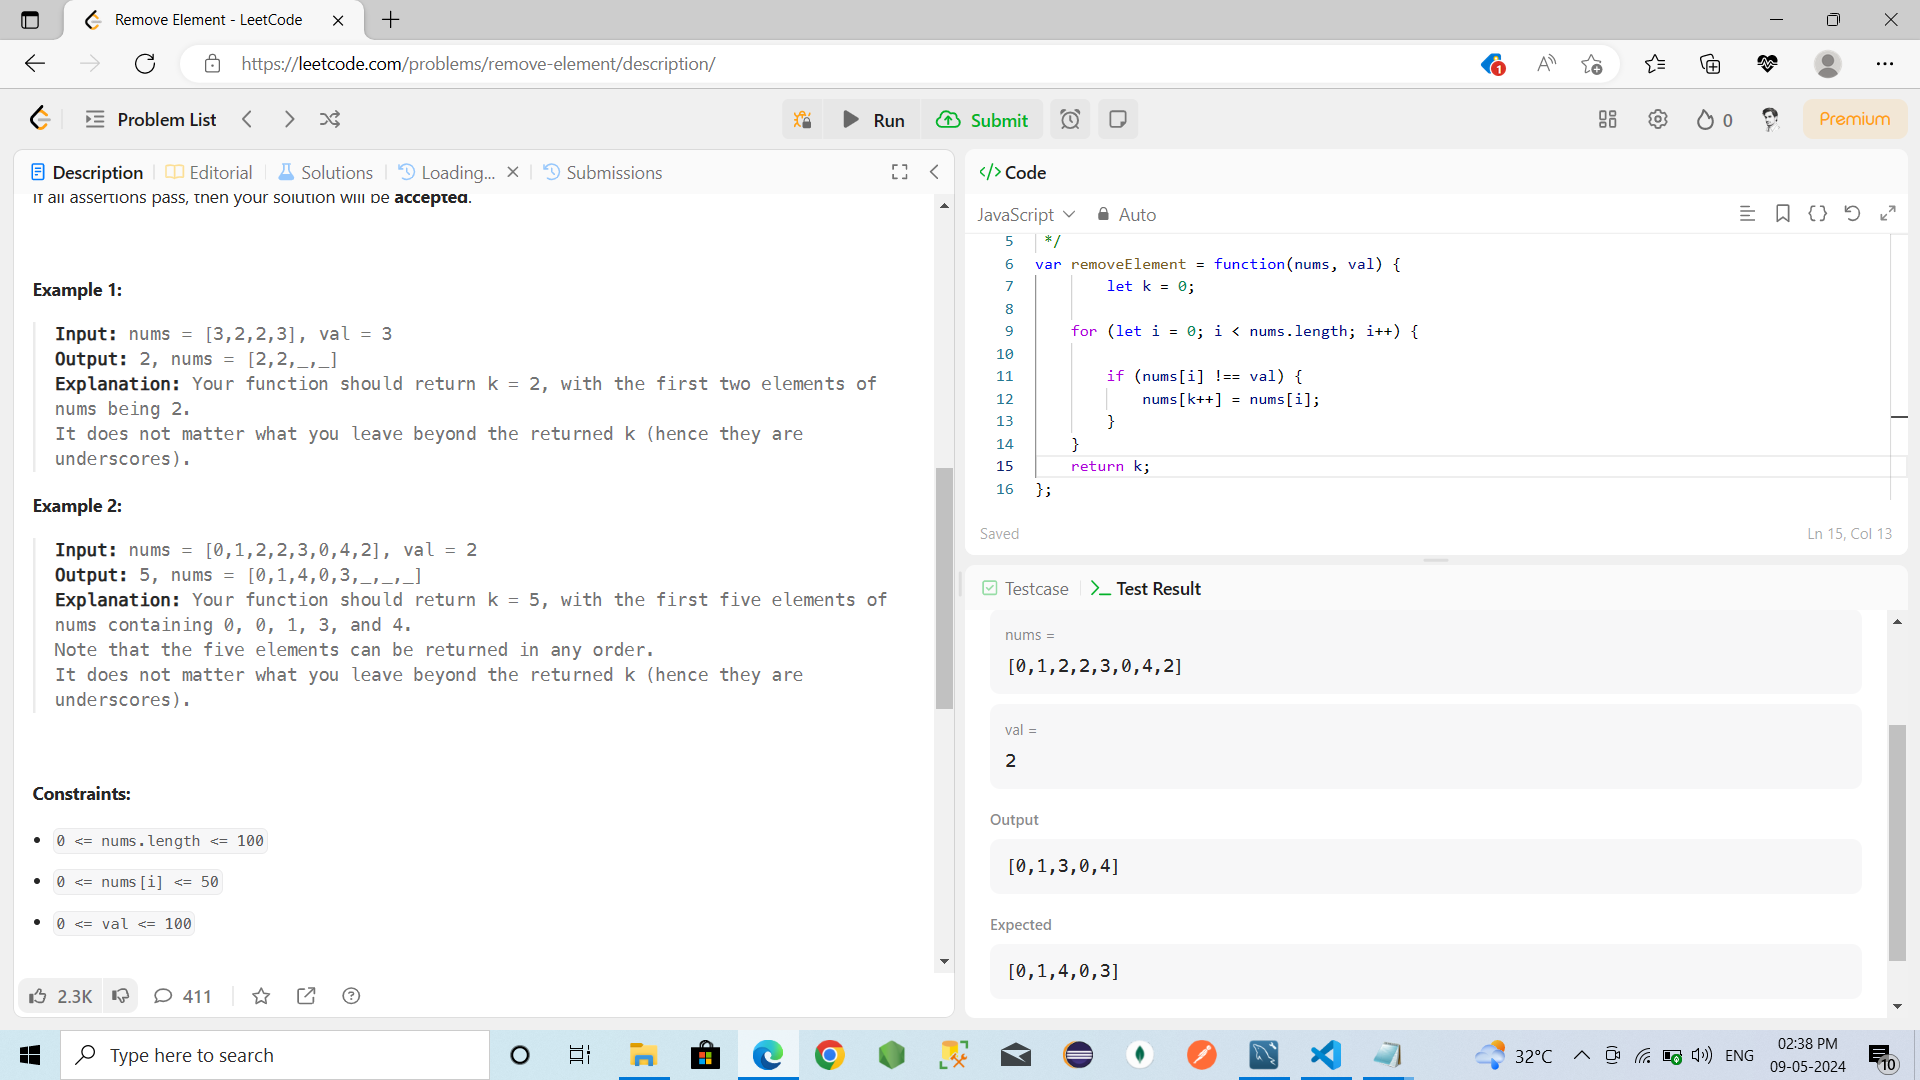 Remove Element - LeetCode
https://leetcode.com/problems/remove-element/description/
1
Problem List
Run
Submit
0
Premium
Description
Editorial
Solutions
Loading...
Submissions
If all assertions pass, then your solution will be accepted.
Example 1:
Input: nums = [3,2,2,3], val = 3
Output: 2, nums = [2,2,_,_]
Explanation: Your function should return k = 2, with the first two elements of
nums being 2.
It does not matter what you leave beyond the returned k (hence they are
underscores).
Example 2:
Input: nums = [0,1,2,2,3,0,4,2], val = 2
Output: 5, nums = [0,1,4,0,3,_,_,_]
Explanation: Your function should return k = 5, with the first five elements of
nums containing 0, 0, 1, 3, and 4.
Note that the five elements can be returned in any order.
It does not matter what you leave beyond the returned k (hence they are
underscores).
Constraints:
• 0 <= nums.length <= 100
• 0 <= nums[i] <= 50
• 0 <= val <= 100
2.3K
411
</> Code
JavaScript
Auto
5 */
6 var removeElement = function(nums, val) {
7 let k = 0;
8
9 for (let i = 0; i < nums.length; i++) {
10
11 if (nums[i] !== val) {
12 nums[k++] = nums[i];
13 }
14 }
15 return k;
16 };
Saved
Ln 15, Col 13
Testcase
Test Result
nums =
[0,1,2,2,3,0,4,2]
val =
2
Output
[0,1,3,0,4]
Expected
[0,1,4,0,3]
Type here to search
32°C
ENG
02:38 PM
09-05-2024
10